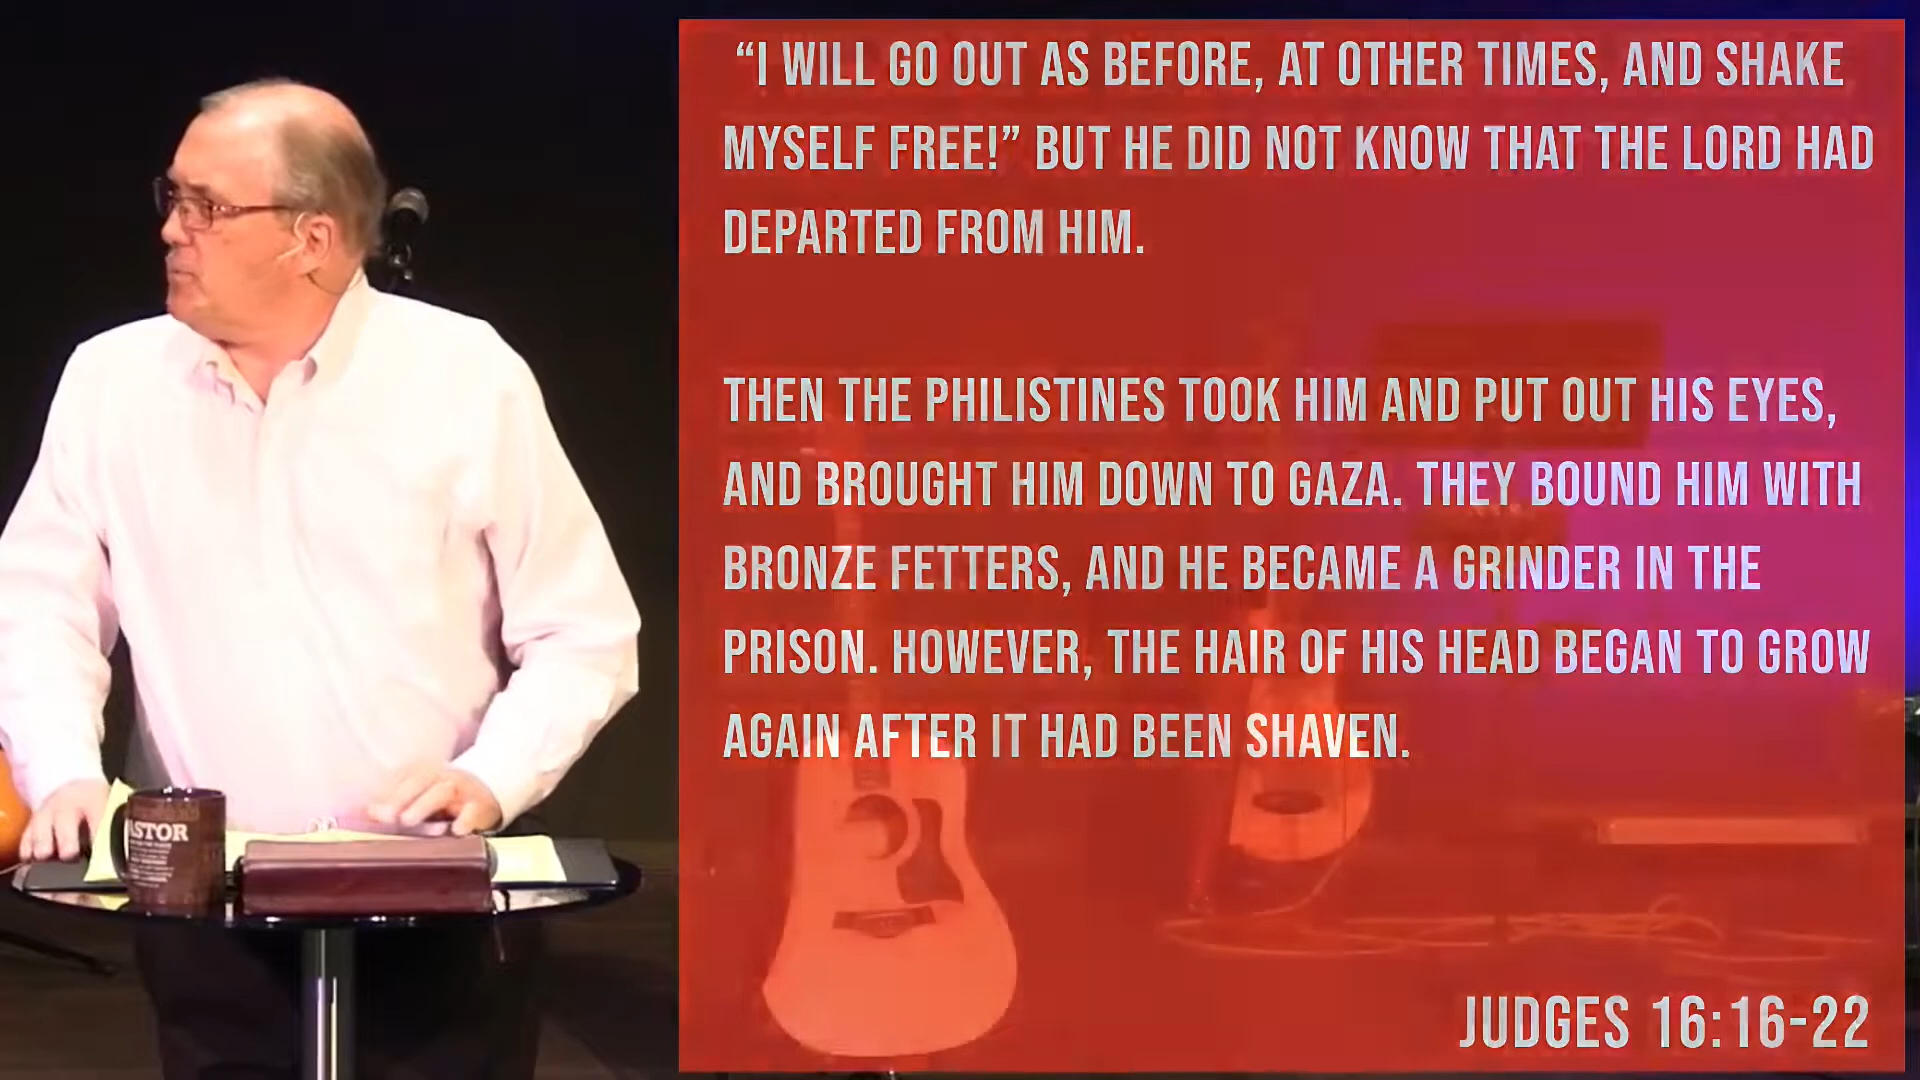 “I WILL GO OUT AS BEFORE, AT OTHER TIMES, AND SHAKE
MYSELF FREE!” BUT HE DID NOT KNOW THAT THE LORD HAD
DEPARTED FROM HIM.
THEN THE PHILISTINES TOOK HIM AND PUT OUT HIS EYES,
AND BROUGHT HIM DOWN TO GAZA. THEY BOUND HIM WITH
BRONZE FETTERS, AND HE BECAME A GRINDER IN THE
PRISON. HOWEVER, THE HAIR OF HIS HEAD BEGAN TO GROW
AGAIN AFTER IT HAD BEEN SHAVEN.
JUDGES 16:16-22
ASTOR